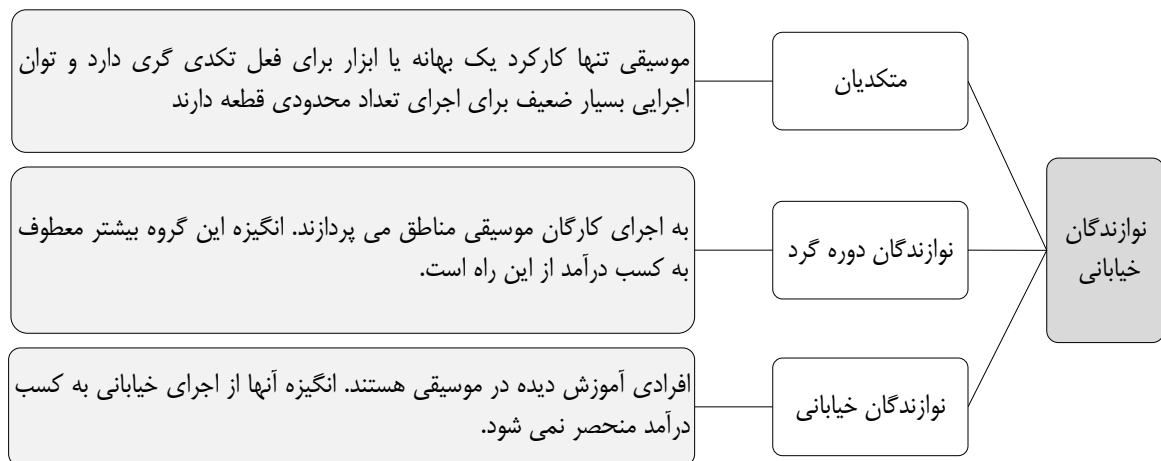 نوازندگان
خیابانی
متکدیان
موسیقی تنها کارکرد یک بهانه یا ابزار برای فعل تکدی گری دارد و توان
اجرایی بسیار ضعیف برای اجرای تعداد محدودی قطعه دارند
نوازندگان دوره گرد
به اجرای کارگان موسیقی مناطق می پردازند. انگیزه این گروه بیشتر معطوف
به کسب درآمد از این راه است.
نوازندگان خیابانی
افرادی آموزش دیده در موسیقی هستند. انگیزه آنها از اجرای خیابانی به کسب
درآمد منحصر نمی شود.